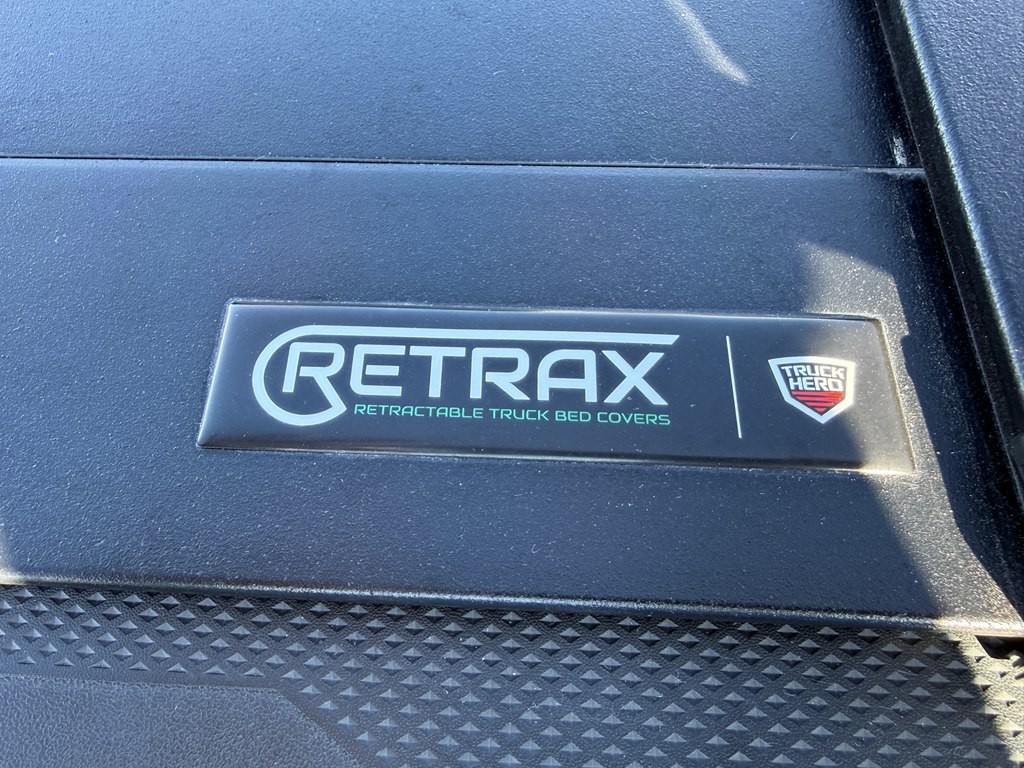 RETRAX
RETRACTABLE TRUCK BED COVERS
TRUCK
HERO